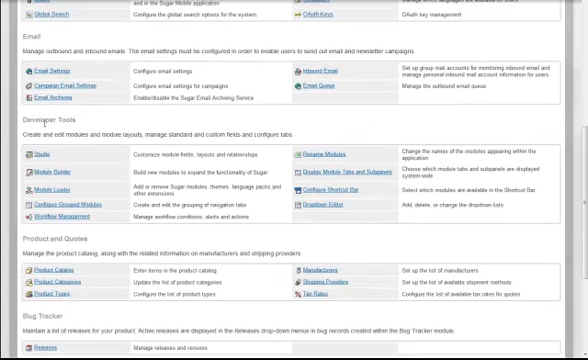 in the Sugar Mobile application
Global Search Configure the global search options for the system. OAuth Keys OAuth key management
Email
Manage outbound and inbound emails. The email settings must be configured in order to enable users to send out email and newsletter campaigns.
Email Settings Configure email settings Inbound Email Set up group mail accounts for monitoring inbound email and manage personal inbound mail account information for users
Campaign Email Settings Configure email settings for campaigns Email Queue Manage the outbound email queue
Email Archiving Enable/disable the Sugar Email Archiving Service
Developer Tools
Create and edit modules and module layouts, manage standard and custom fields and configure tabs.
Studio Customize module fields, layouts and relationships Rename Modules Change the names of the modules appearing within the application
Module Builder Build new modules to expand the functionality of Sugar Display Module Tabs and Subpanels Choose which module tabs and subpanels are displayed system-wide
Module Loader Add or remove Sugar modules, themes, language packs and other extensions Configure Shortcut Bar Select which modules are available in the Shortcut Bar
Configure Grouped Modules Create and edit the grouping of navigation tabs Dropdown Editor Add, delete, or change the dropdown lists
Workflow Management Manage workflow conditions, alerts and actions
Product and Quotes
Manage the product catalog, along with the related information on manufacturers and shipping providers
Product Catalog Enter items in the product catalog Manufacturers Set up the list of manufacturers
Product Categories Update the list of product categories Shipping Providers Set up the list of available shipment methods
Product Types Configure the list of product types Tax Rates Configure the list of available tax rates for quotes
Bug Tracker
Maintain a list of releases for your product. Active releases are displayed in the Releases drop-down menus in bug records created within the Bug Tracker module.
Releases Manage releases and versions